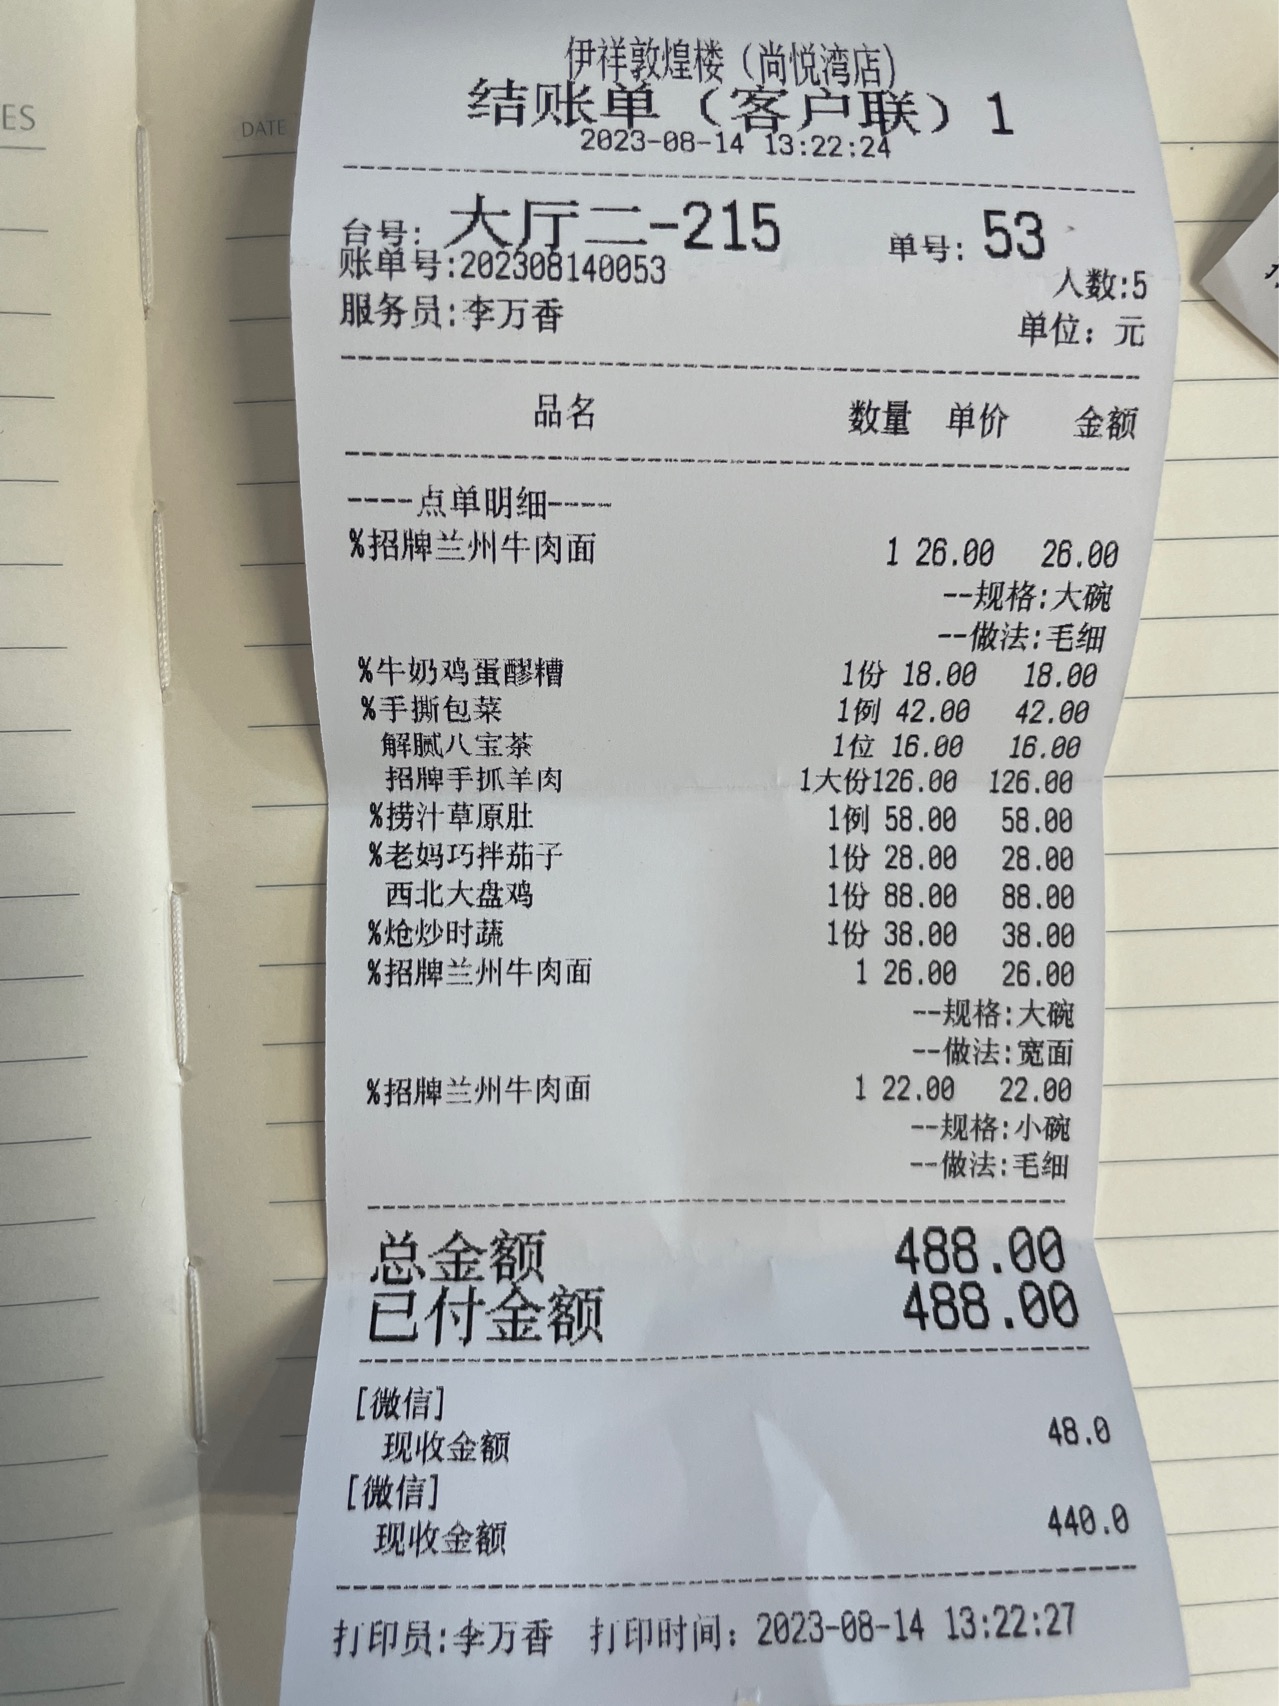 ES
DATE
伊祥敦煌楼（尚悦湾店）
结账单（客户联）1
2023-08-14 13:22:24
台号: 大厅二-215 单号: 53
账单号:202308140053
人数:5
服务员:李万香
单位: 元
品名 数量 单价 金额
----点单明细----
%招牌兰州牛肉面 1 26.00 26.00
--规格:大碗
--做法:毛细
%牛奶鸡蛋醪糟 1份 18.00 18.00
%手撕包菜 1例 42.00 42.00
解腻八宝茶 1位 16.00 16.00
招牌手抓羊肉 1大份126.00 126.00
%捞汁草原肚 1例 58.00 58.00
%老妈巧拌茄子 1份 28.00 28.00
西北大盘鸡 1份 88.00 88.00
%炝炒时蔬 1份 38.00 38.00
%招牌兰州牛肉面 1 26.00 26.00
--规格:大碗
--做法:宽面
%招牌兰州牛肉面 1 22.00 22.00
--规格:小碗
--做法:毛细
总金额 488.00
已付金额 488.00
[微信]
现收金额 48.0
[微信]
现收金额 440.0
打印员:李万香 打印时间: 2023-08-14 13:22:27